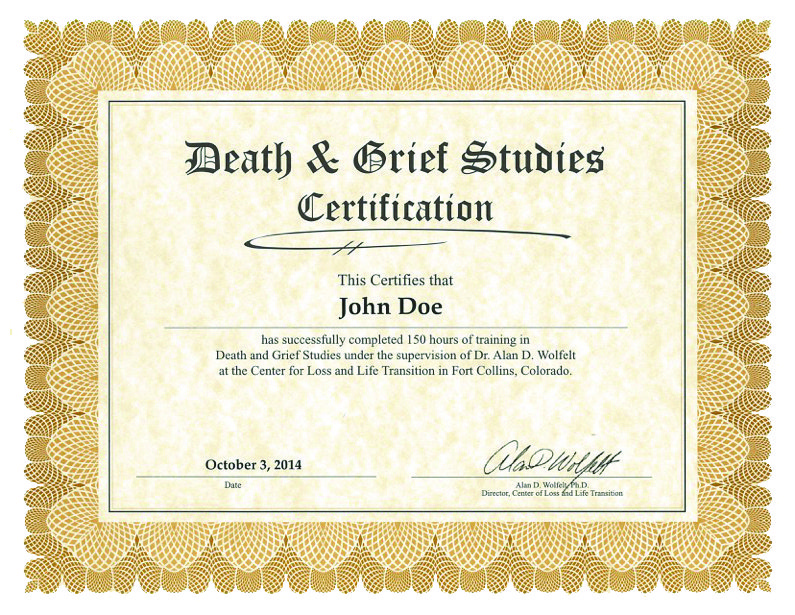 Death & Grief Studies
Certification
This Certifies that
John Doe
has successfully completed 150 hours of training in
Death and Grief Studies under the supervision of Dr. Alan D. Wolfelt
at the Center for Loss and Life Transition in Fort Collins, Colorado.
Alan D. Wolfelt
October 3, 2014
Date
Alan D. Wolfelt, Ph.D.
Director, Center of Loss and Life Transition